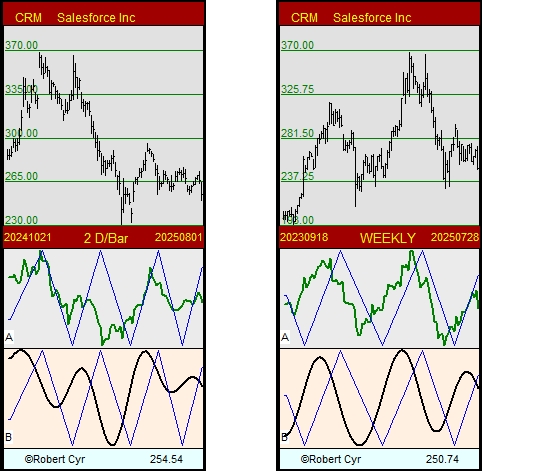 CRM Salesforce Inc
370.00
335.00
300.00
265.00
230.00
20241021 2 D/Bar 20250801
A
B
©Robert Cyr 254.54
CRM Salesforce Inc
370.00
325.75
281.50
237.25
193.00
20230918 WEEKLY 20250728
A
B
©Robert Cyr 250.74